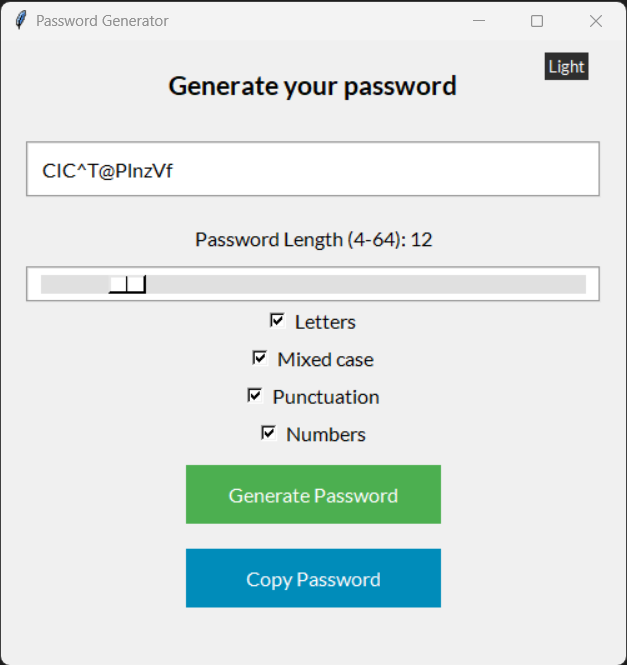 Password Generator
Light
Generate your password
CIC^T@PInzVf
Password Length (4-64): 12
Letters
Mixed case
Punctuation
Numbers
Generate Password
Copy Password